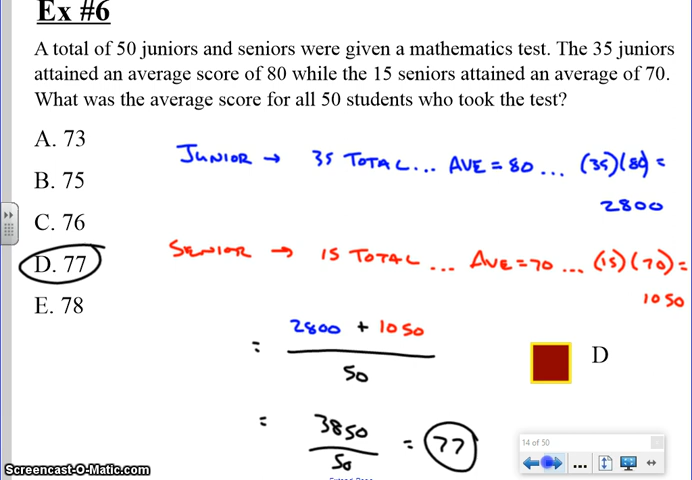 Ex #6
A total of 50 juniors and seniors were given a mathematics test. The 35 juniors
attained an average score of 80 while the 15 seniors attained an average of 70.
What was the average score for all 50 students who took the test?
A. 73
JUNIOR → 35 TOTAL... AVE = 80 ... (35)(80) =
2800
B. 75
C. 76
SENIOR → 15 TOTAL ... AVE = 70 ... (15)(70) =
1050
D. 77
E. 78
= 2800 + 1050
50
D
= 3850 = 77
50
14 of 50
Screencast-O-Matic.com